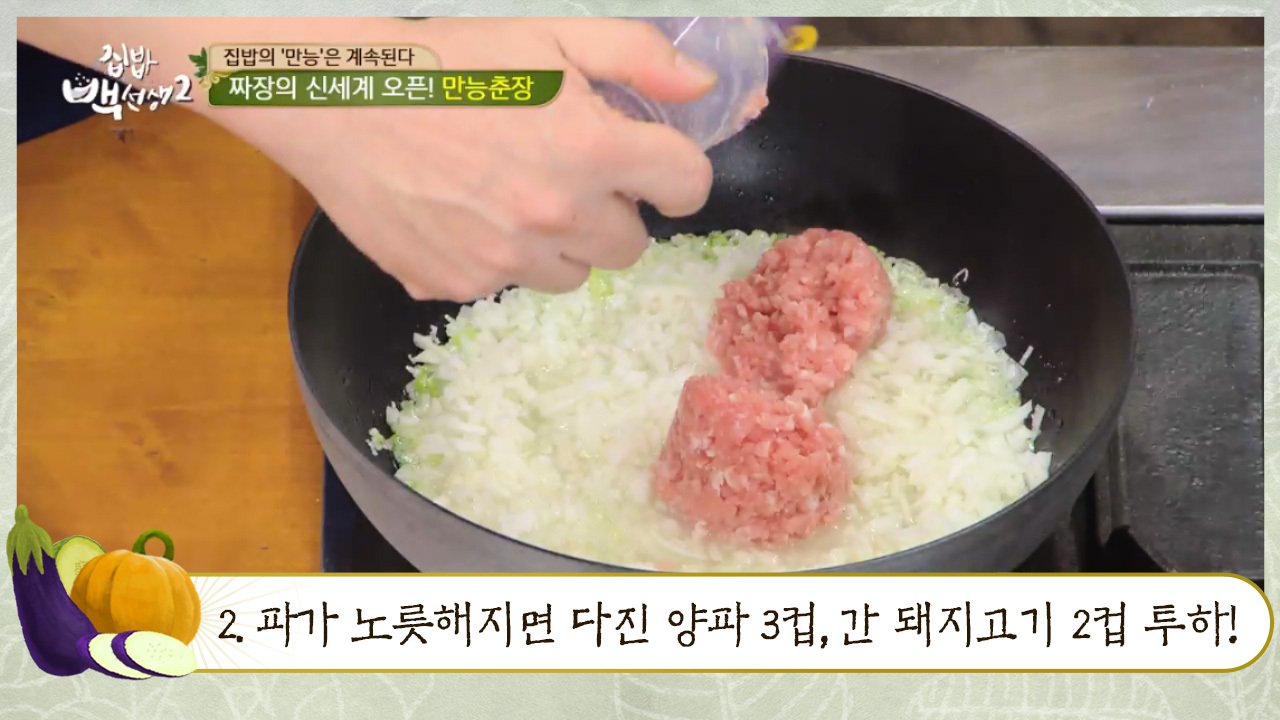 집밥
백선생2
집밥의 '만능'은 계속된다
짜장의 신세계 오픈! 만능춘장
2. 파가 노릇해지면 다진 양파 3컵, 간 돼지고기 2컵 투하!